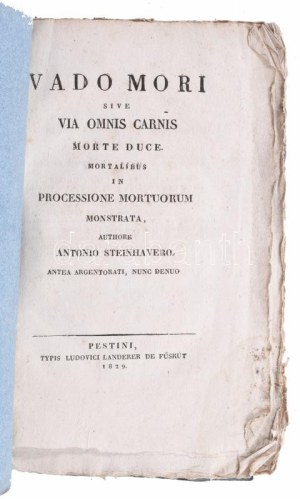 VADO MORI
SIVE
VIA OMNIS CARNIS
MORTE DUCE.
MORTALIBUS
IN
PROCESSIONE MORTUORUM
MONSTRATA,
AUTHORE
ANTONIO STEINHAVERO.
ANTEA ARGENTORATI, NUNC DENUO
PESTINI,
TYPIS LUDOVICI LANDERER DE FÜSKÚT
1829.